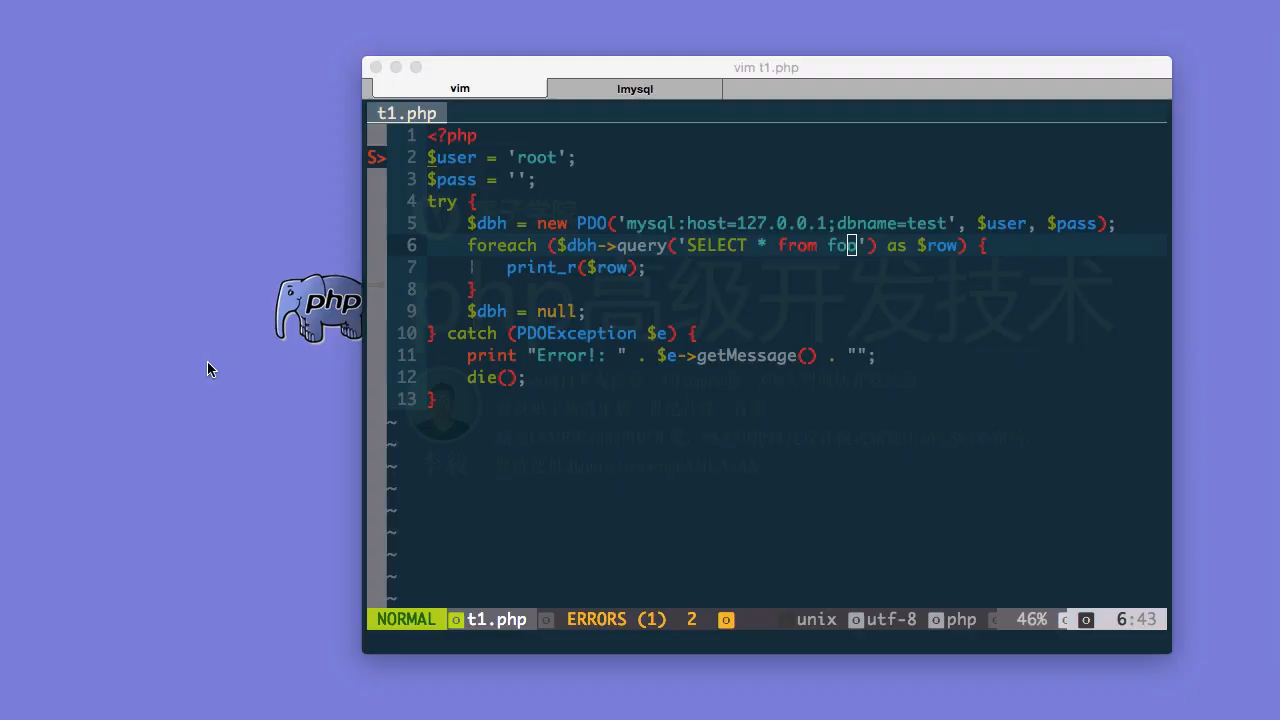 vim t1.php
vim
lmysql
t1.php
1 <?php
S> 2 $user = 'root';
3 $pass = '';
4 try {
5 $dbh = new PDO('mysql:host=127.0.0.1;dbname=test', $user, $pass);
6 foreach ($dbh->query('SELECT * from foo') as $row) {
7 | print_r($row);
8 }
9 $dbh = null;
10 } catch (PDOException $e) {
11 print "Error!: " . $e->getMessage() . "";
12 die();
13 }
~
~
~
~
~
~
~
~
~
php
php高级开发技术
NORMAL t1.php ERRORS (1) 2 unix utf-8 php 46% 6:43